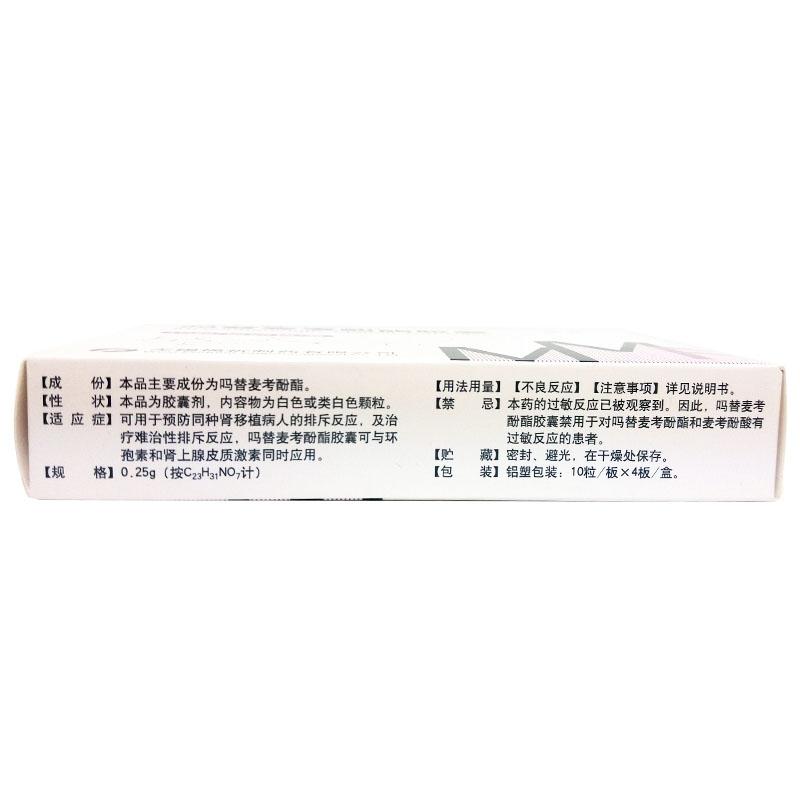 【成份】本品主要成份为吗替麦考酚酯。
【性状】本品为胶囊剂，内容物为白色或类白色颗粒。
【适应症】可用于预防同种肾移植病人的排斥反应，及治
疗难治性排斥反应，吗替麦考酚酯胶囊可与环
孢素和肾上腺皮质激素同时应用。
【规格】0.25g（按C₂₃H₃₁NO₇计）
【用法用量】【不良反应】【注意事项】详见说明书。
【禁忌】本药的过敏反应已被观察到。因此，吗替麦考
酚酯胶囊禁用于对吗替麦考酚酯和麦考酚酸有
过敏反应的患者。
【贮藏】密封、避光，在干燥处保存。
【包装】铝塑包装：10粒/板×4板/盒。